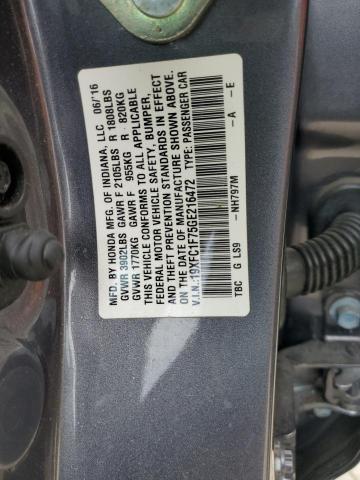 MFD. BY HONDA MFG. OF INDIANA, LLC 06/16
GVWR 3902LBS GAWR F 2105LBS R 1808LBS
GVWR 1770KG GAWR F 955KG R 820KG
THIS VEHICLE CONFORMS TO ALL APPLICABLE
FEDERAL MOTOR VEHICLE SAFETY, BUMPER,
AND THEFT PREVENTION STANDARDS IN EFFECT
ON THE DATE OF MANUFACTURE SHOWN ABOVE.
V.I.N. :19XFC1F75GE216472 TYPE: PASSENGER CAR
-NH797M -A -E
TBC G LS9